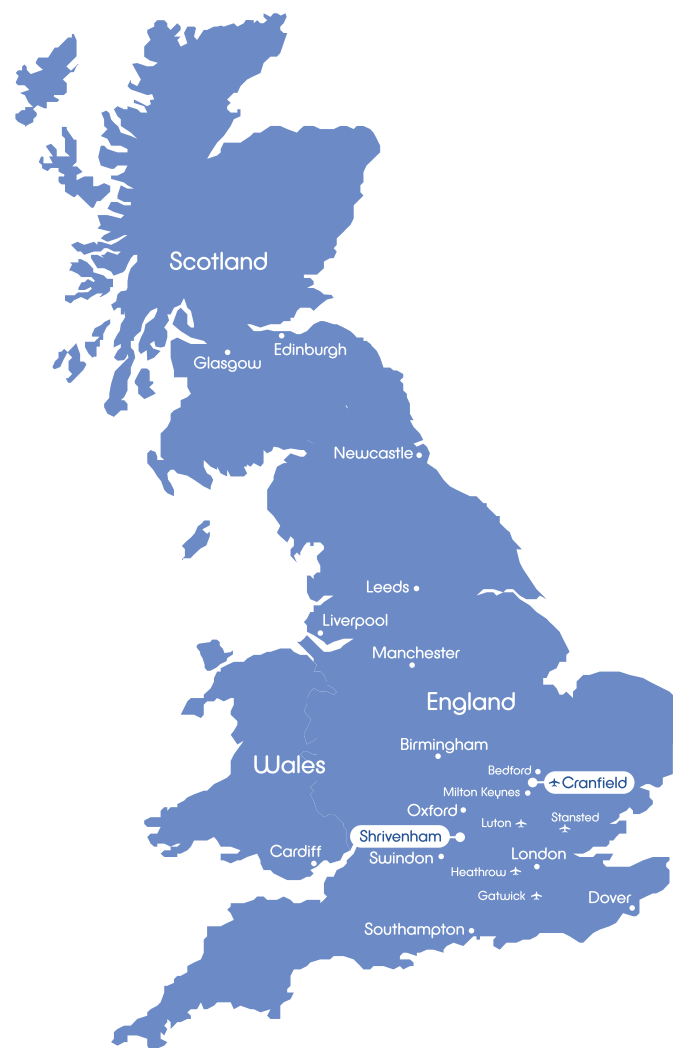 Scotland
Edinburgh
Glasgow
Newcastle
Leeds
Liverpool
Manchester
England
Birmingham
Wales
Bedford
Cranfield
Milton Keynes
Oxford
Stansted
Luton
Shrivenham
Cardiff
London
Swindon
Heathrow
Gatwick
Dover
Southampton